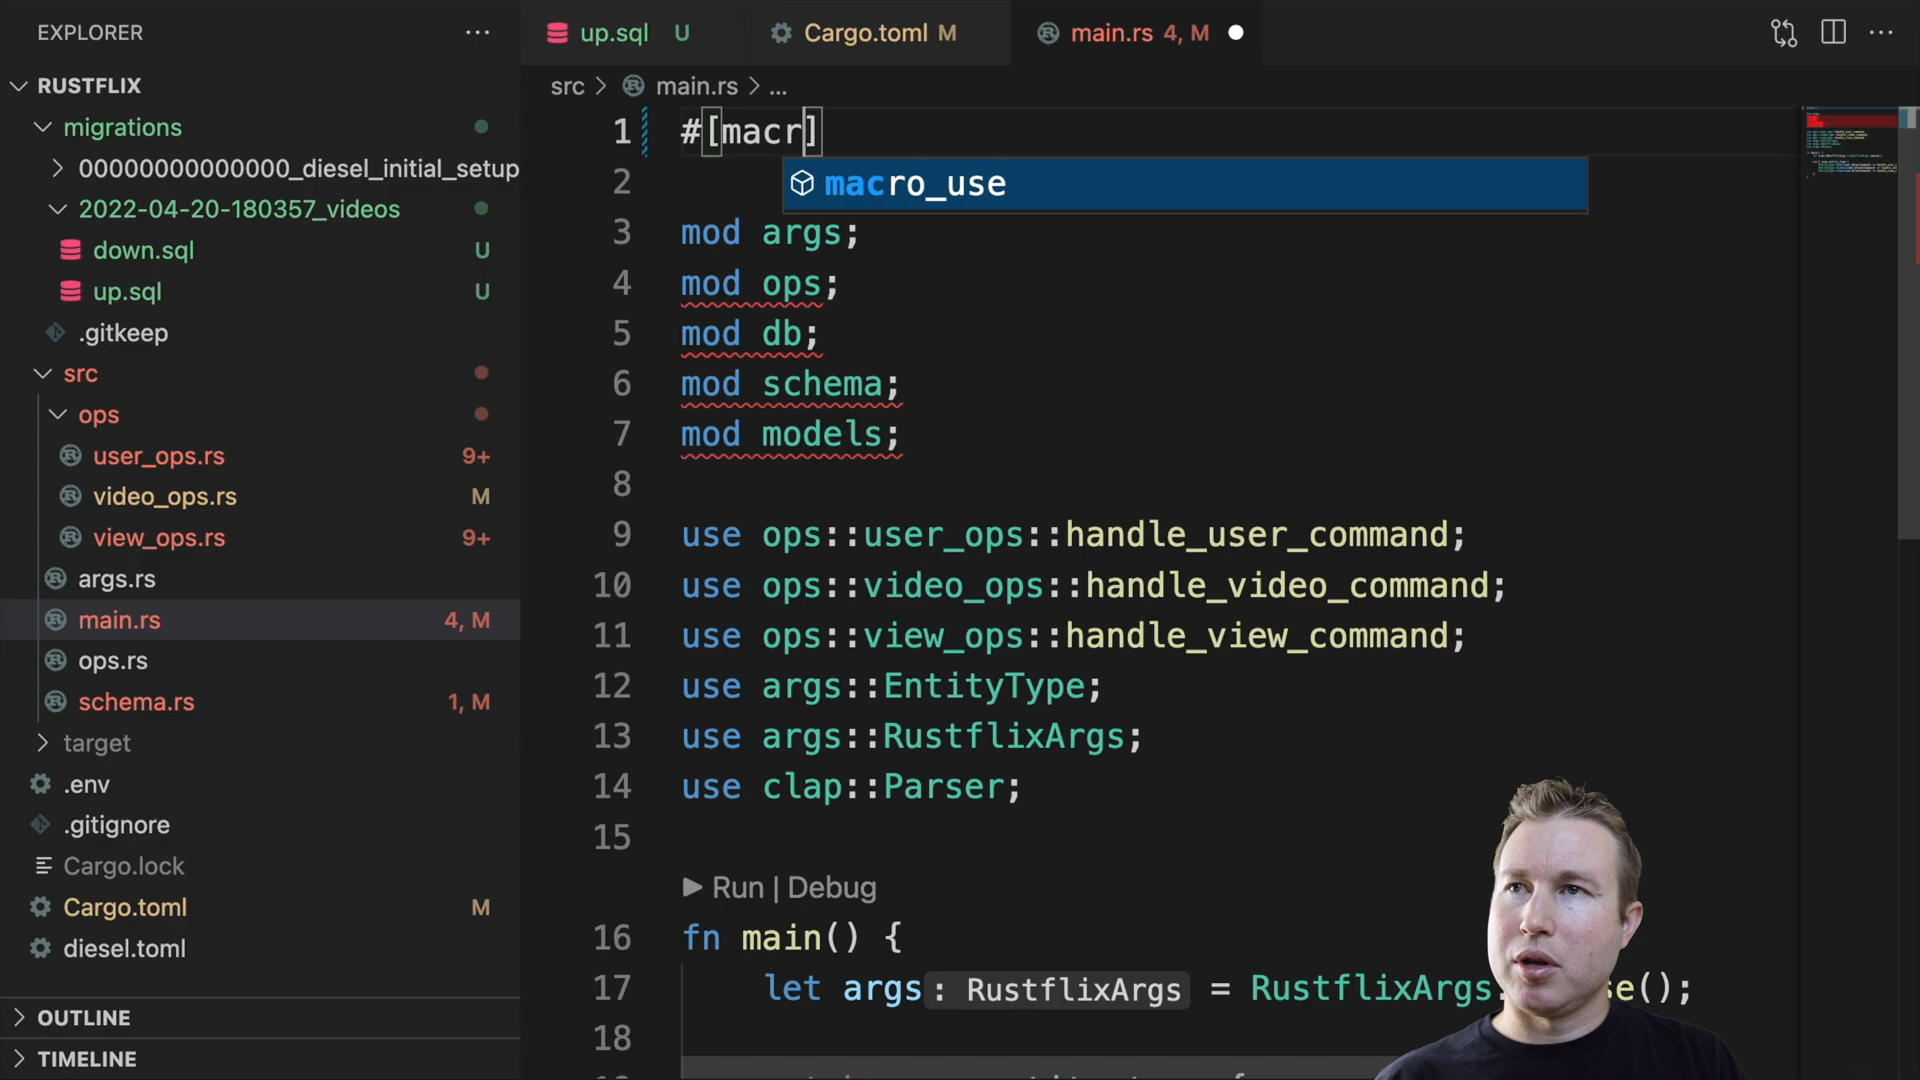 EXPLORER
RUSTFLIX
migrations
00000000000000_diesel_initial_setup
2022-04-20-180357_videos
down.sql U
up.sql U
.gitkeep
src
ops
user_ops.rs 9+
video_ops.rs M
view_ops.rs 9+
args.rs
main.rs 4, M
ops.rs
schema.rs 1, M
target
.env
.gitignore
Cargo.lock
Cargo.toml M
diesel.toml
OUTLINE
TIMELINE
up.sql U Cargo.toml M main.rs 4, M
src > main.rs > ...
1 #[macr]
macro_use
2
3 mod args;
4 mod ops;
5 mod db;
6 mod schema;
7 mod models;
8
9 use ops::user_ops::handle_user_command;
10 use ops::video_ops::handle_video_command;
11 use ops::view_ops::handle_view_command;
12 use args::EntityType;
13 use args::RustflixArgs;
14 use clap::Parser;
15
Run | Debug
16 fn main() {
17 let args: RustflixArgs = RustflixArgs: se();
18